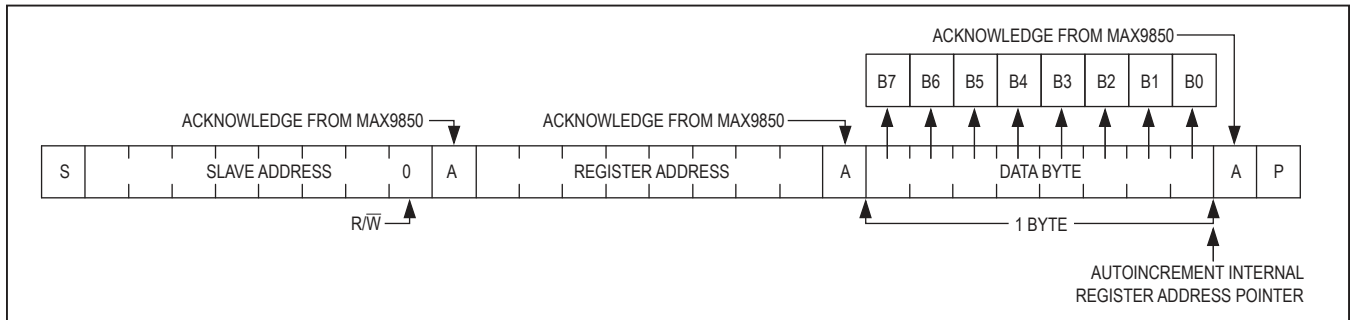 ACKNOWLEDGE FROM MAX9850
B7 B6 B5 B4 B3 B2 B1 B0
ACKNOWLEDGE FROM MAX9850 ACKNOWLEDGE FROM MAX9850
S SLAVE ADDRESS 0 A REGISTER ADDRESS A DATA BYTE A P
R/W̅ 1 BYTE
AUTOINCREMENT INTERNAL
REGISTER ADDRESS POINTER